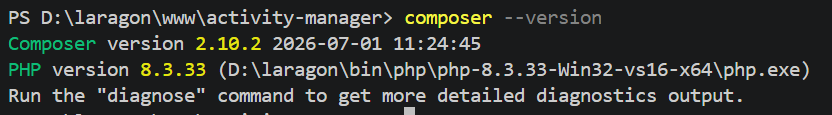 PS D:\laragon\www\activity-manager> composer --version
Composer version 2.10.2 2026-07-01 11:24:45
PHP version 8.3.33 (D:\laragon\bin\php\php-8.3.33-Win32-vs16-x64\php.exe)
Run the "diagnose" command to get more detailed diagnostics output.